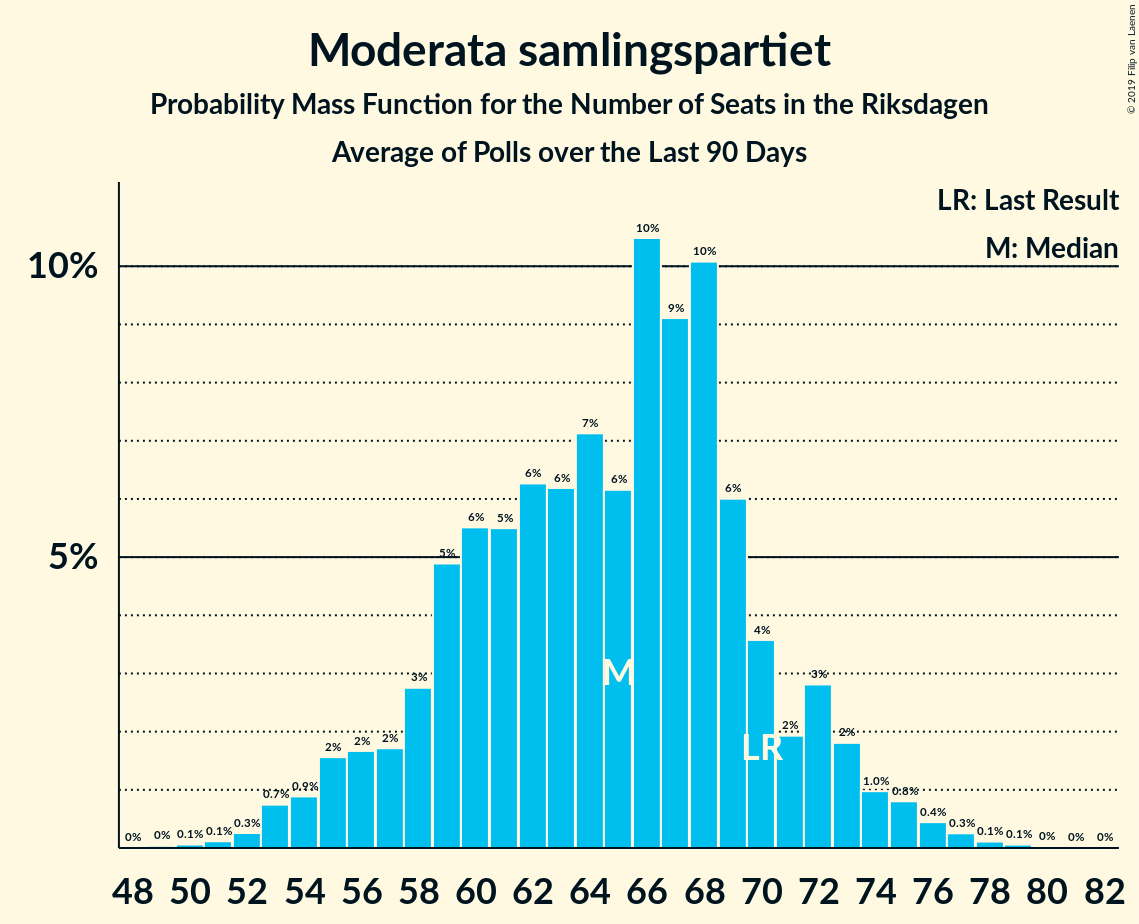 Moderata samlingspartiet
Probability Mass Function for the Number of Seats in the Riksdagen
Average of Polls over the Last 90 Days
© 2019 Filip van Laenen
LR: Last Result
M: Median
10%
5%
0% 0% 0.1% 0.1% 0.3% 0.7% 0.9% 2% 2% 2% 3% 5% 6% 5% 6% 6% 7% 6% 10% 9% 10% 6% 4% 2% 3% 2% 1.0% 0.8% 0.4% 0.3% 0.1% 0.1% 0% 0% 0%
M
LR
48 50 52 54 56 58 60 62 64 66 68 70 72 74 76 78 80 82